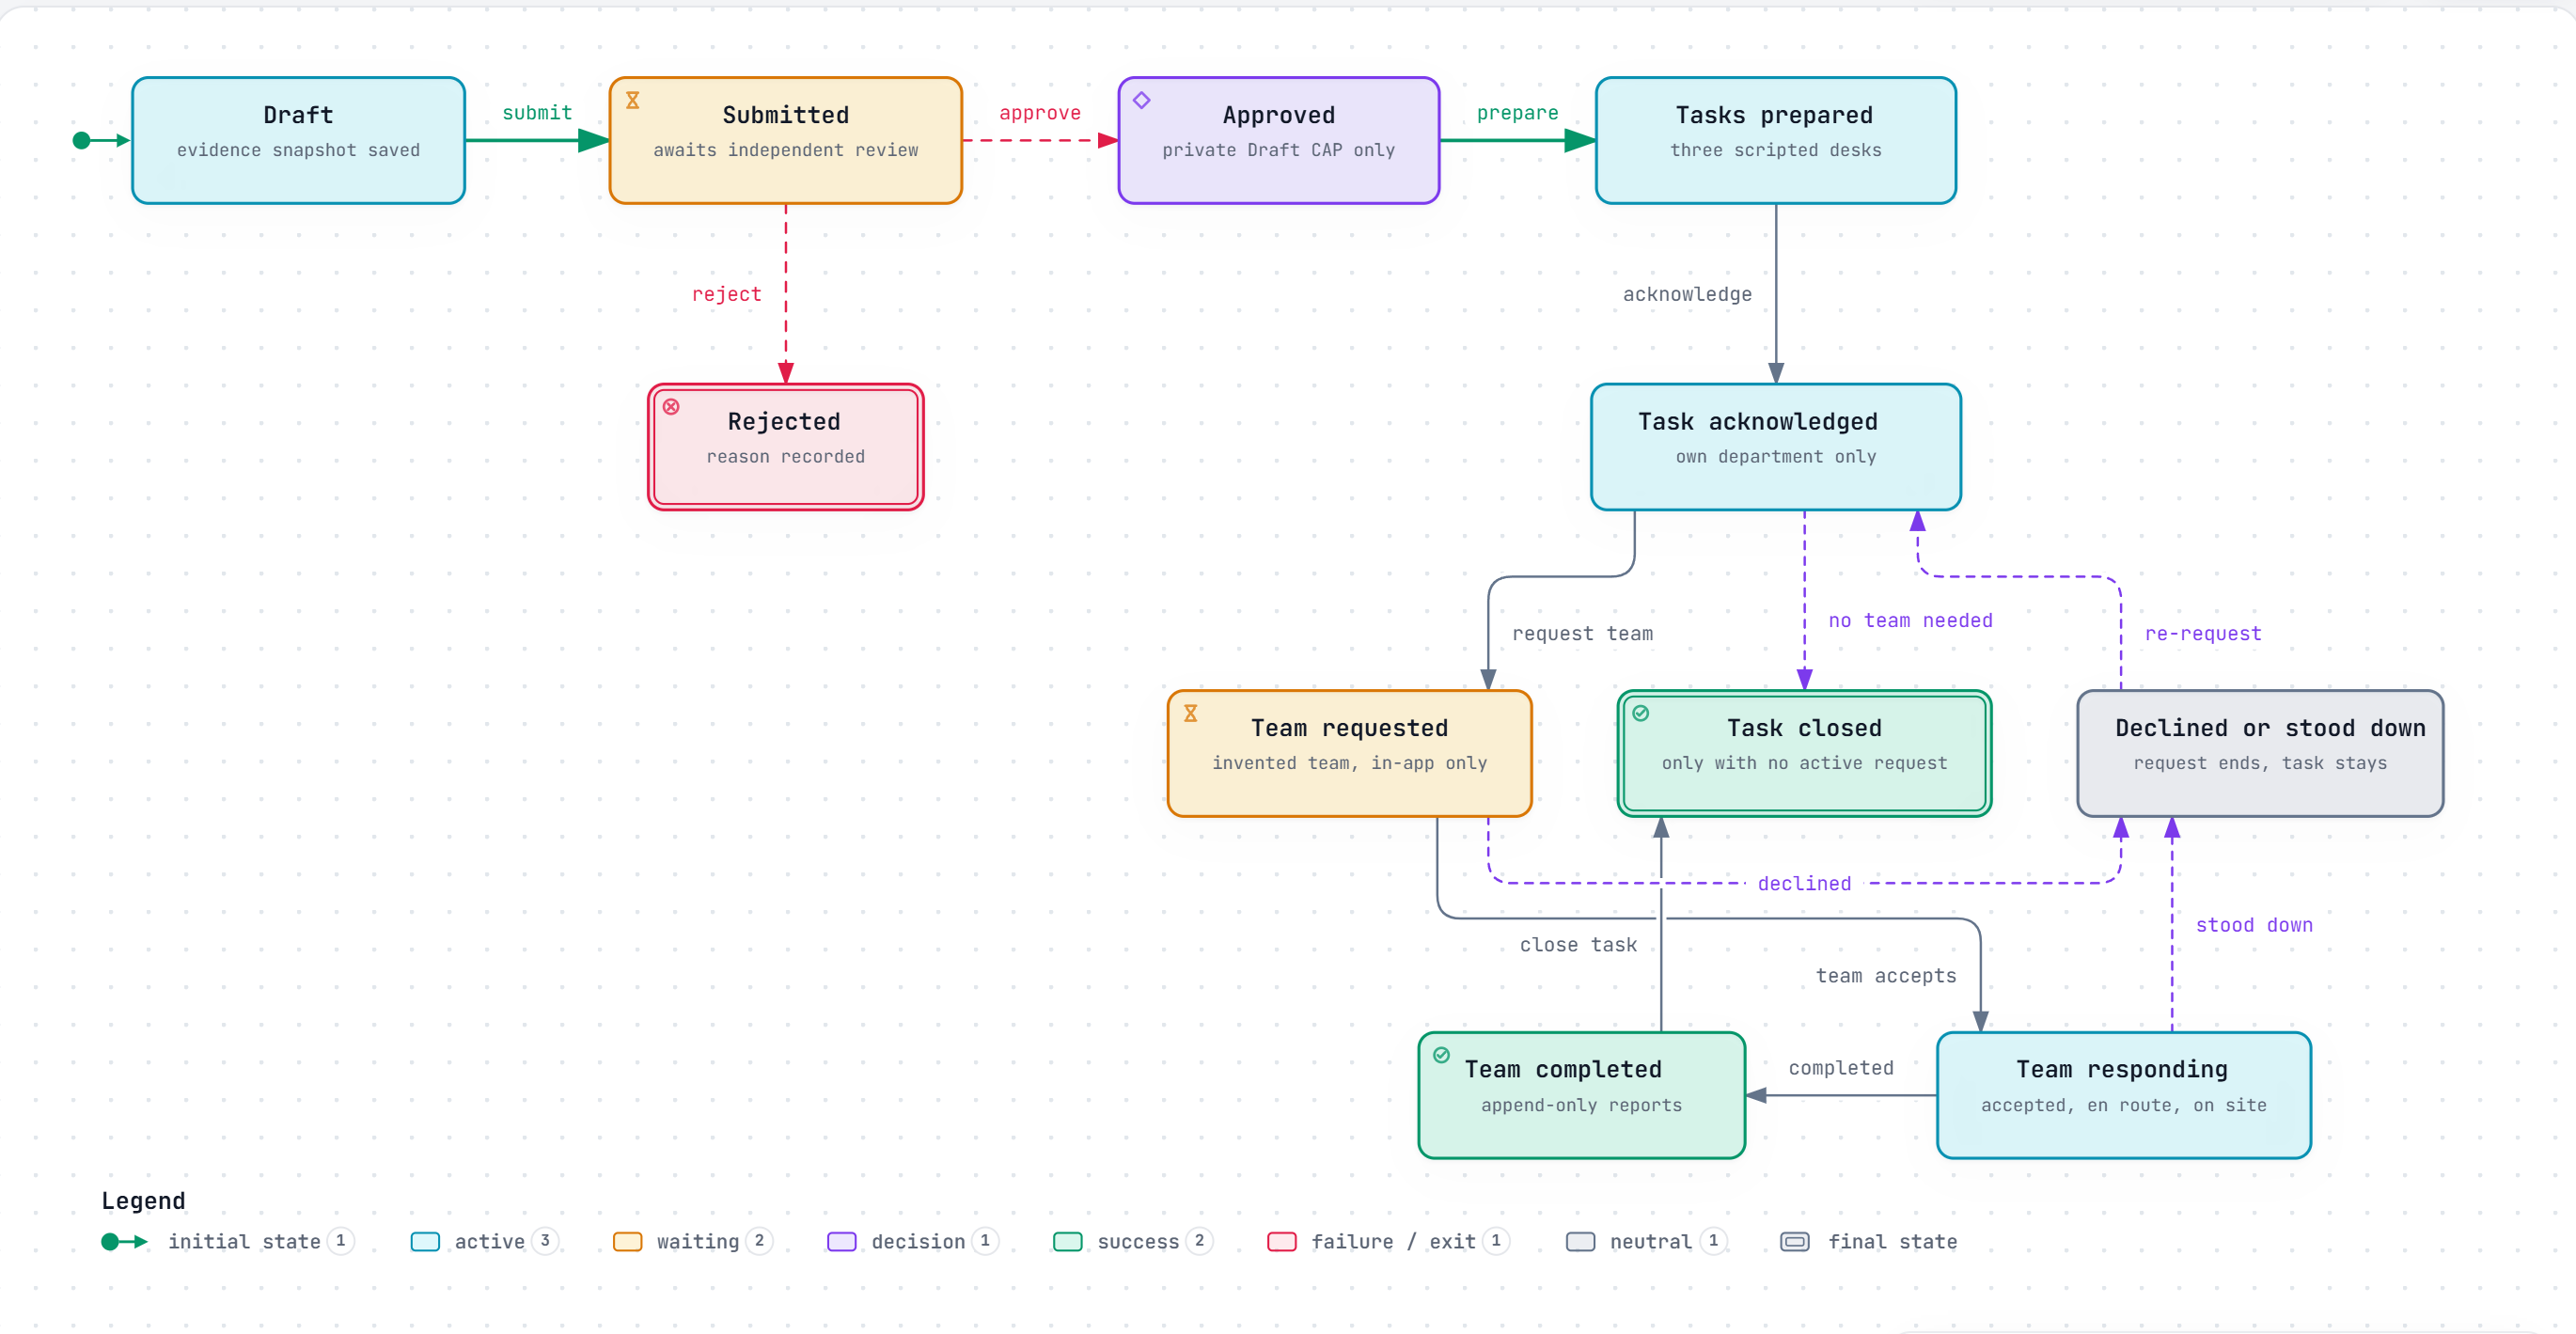 Draft
evidence snapshot saved
submit
Submitted
awaits independent review
approve
Approved
private Draft CAP only
prepare
Tasks prepared
three scripted desks
reject
acknowledge
Rejected
reason recorded
Task acknowledged
own department only
request team
no team needed
re-request
Team requested
invented team, in-app only
Task closed
only with no active request
Declined or stood down
request ends, task stays
declined
stood down
close task
team accepts
Team completed
append-only reports
completed
Team responding
accepted, en route, on site
Legend
initial state 1
active 3
waiting 2
decision 1
success 2
failure / exit 1
neutral 1
final state